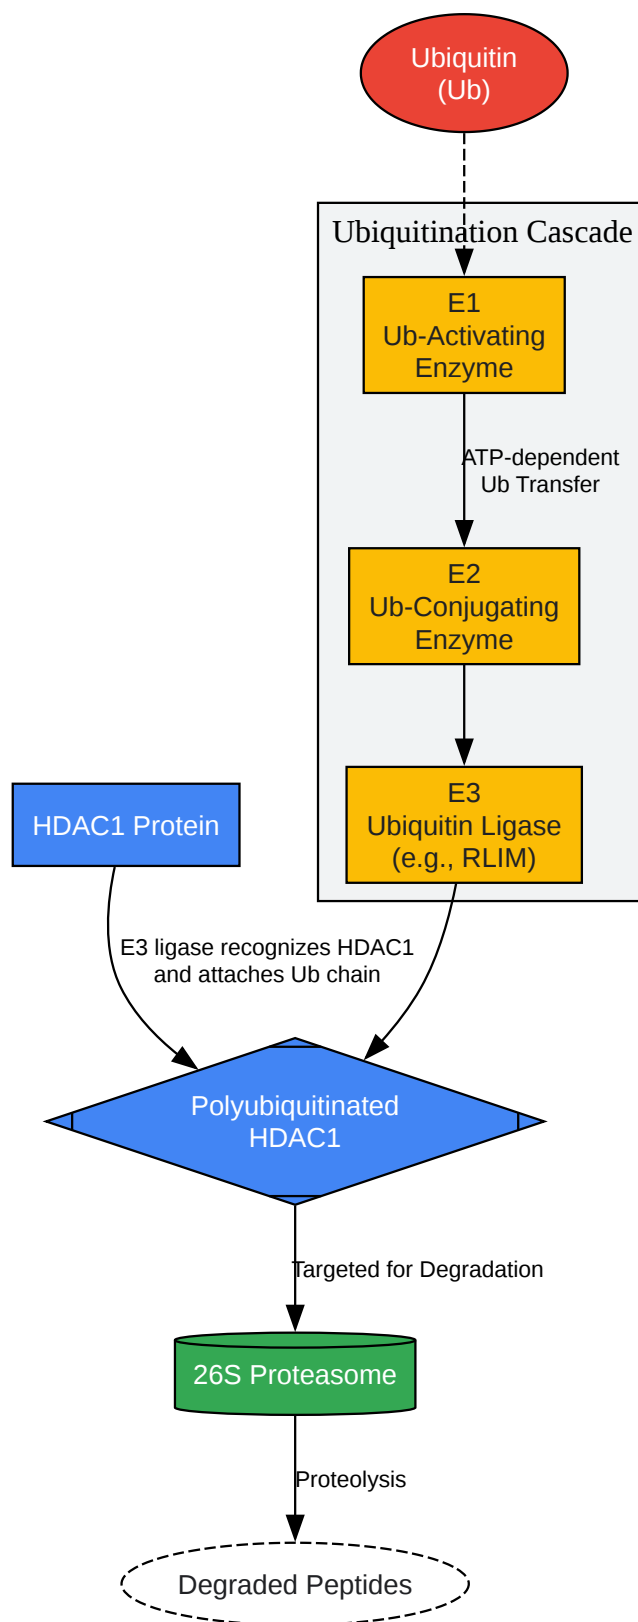 Ubiquitin
(Ub)
Ubiquitination Cascade
E1
Ub-Activating
Enzyme
ATP-dependent
Ub Transfer
E2
Ub-Conjugating
Enzyme
E3
Ubiquitin Ligase
(e.g., RLIM)
HDAC1 Protein
E3 ligase recognizes HDAC1
and attaches Ub chain
Polyubiquitinated
HDAC1
Targeted for Degradation
26S Proteasome
Proteolysis
Degraded Peptides